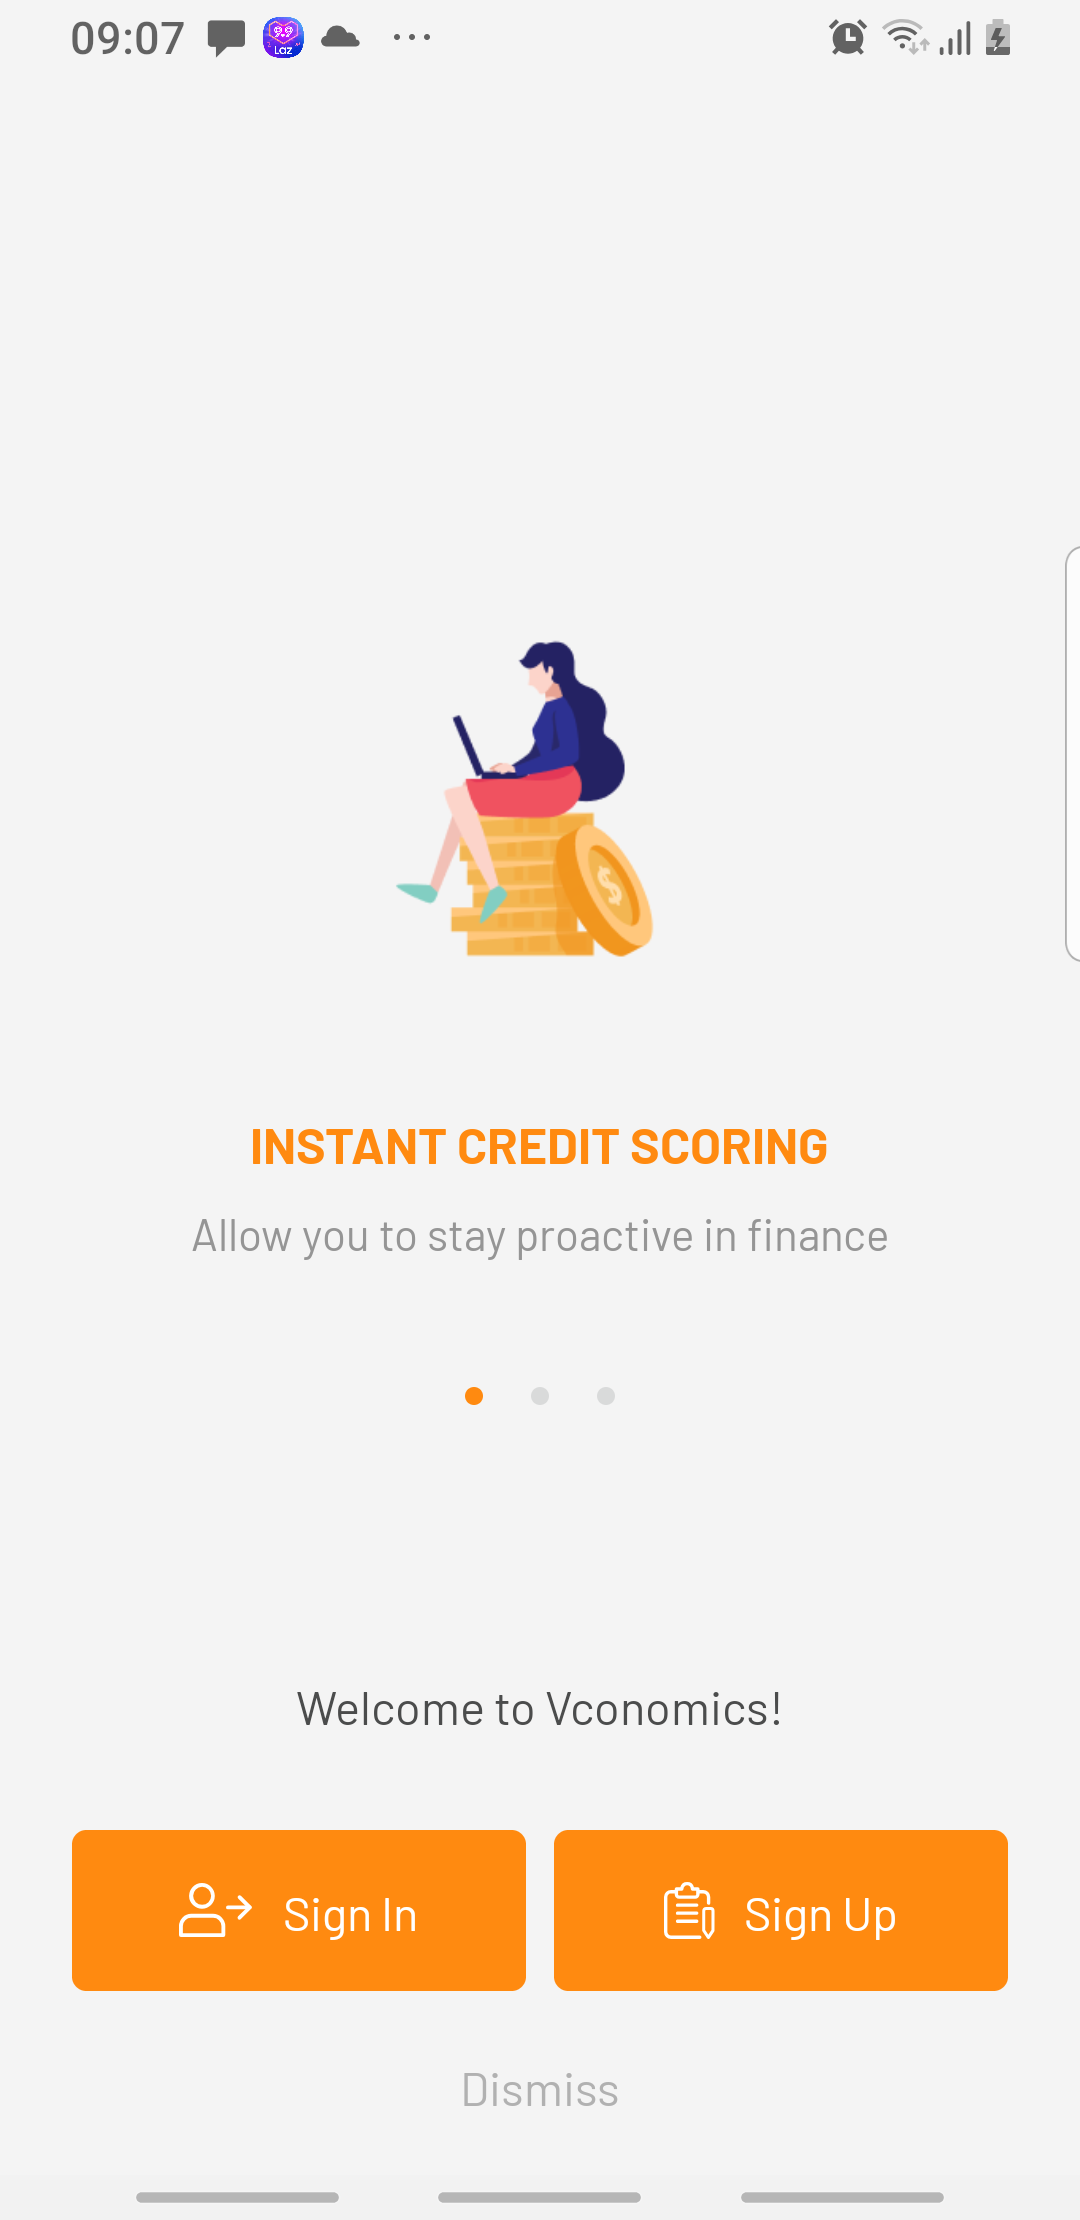 09:07
Laz
INSTANT CREDIT SCORING
Allow you to stay proactive in finance
Welcome to Vconomics!
Sign In
Sign Up
Dismiss